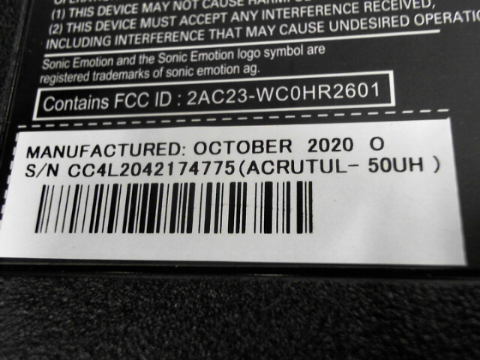 (1) THIS DEVICE MAY NOT CAUSE HARMFUL
(2) THIS DEVICE MUST ACCEPT ANY INTERFERENCE RECEIVED,
INCLUDING INTERFERENCE THAT MAY CAUSE UNDESIRED OPERATION
Sonic Emotion and the Sonic Emotion logo symbol are
registered trademarks of sonic emotion ag.
Contains FCC ID : 2AC23-WC0HR2601
MANUFACTURED: OCTOBER 2020 O
S/N CC4L2042174775(ACRUTUL- 50UH )